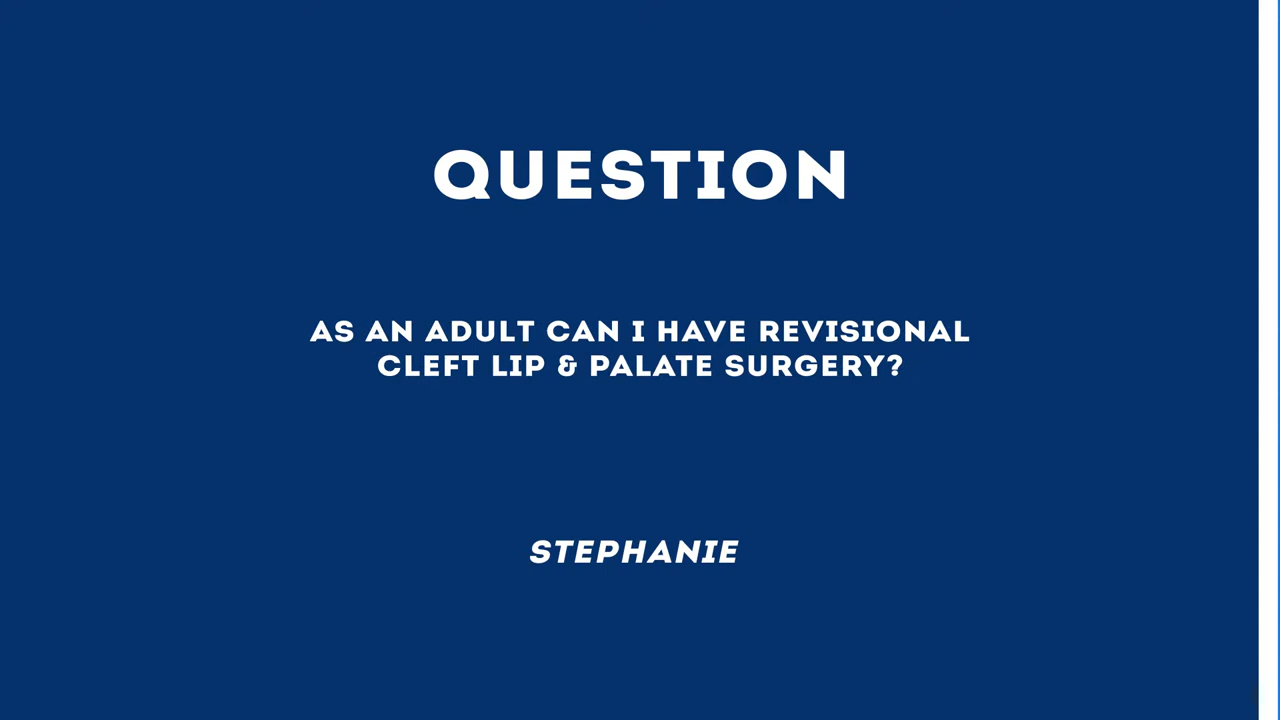 QUESTION
AS AN ADULT CAN I HAVE REVISIONAL
CLEFT LIP & PALATE SURGERY?
STEPHANIE